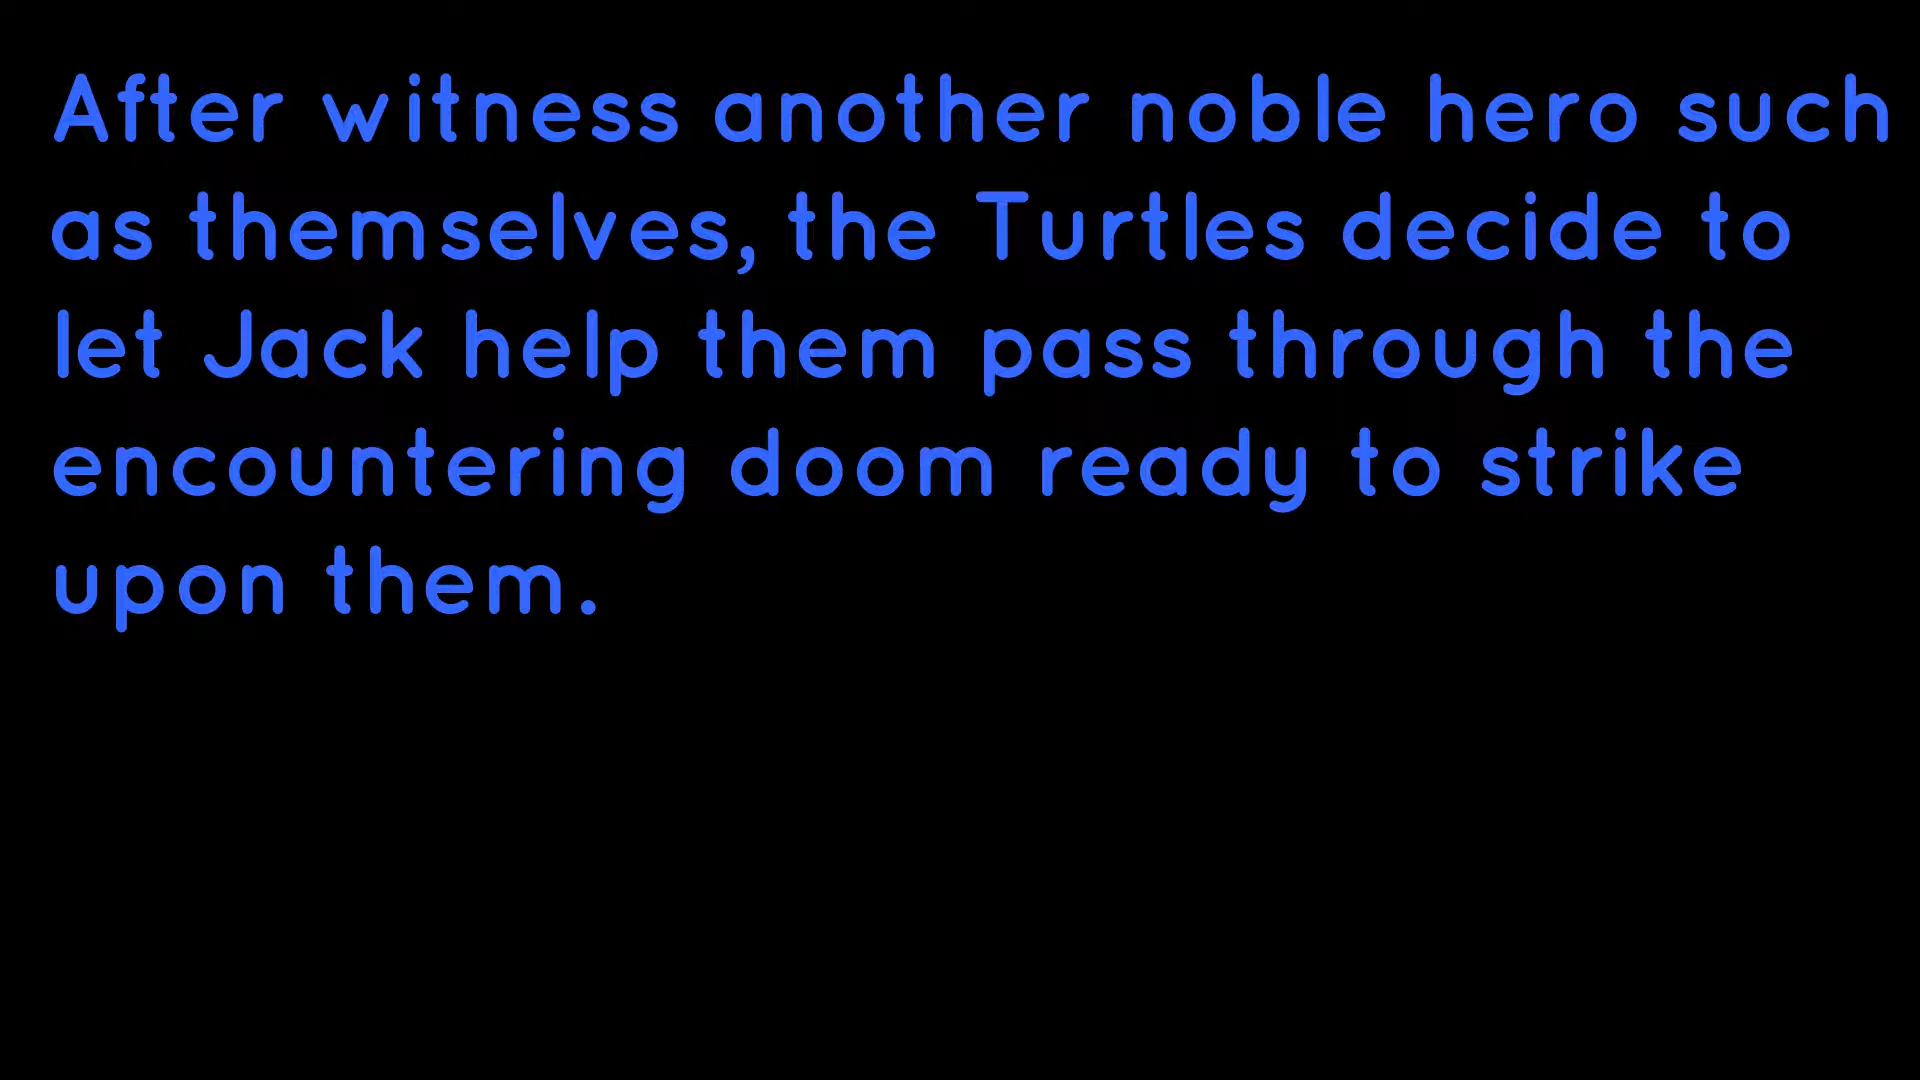 After witness another noble hero such
as themselves, the Turtles decide to
let Jack help them pass through the
encountering doom ready to strike
upon them.